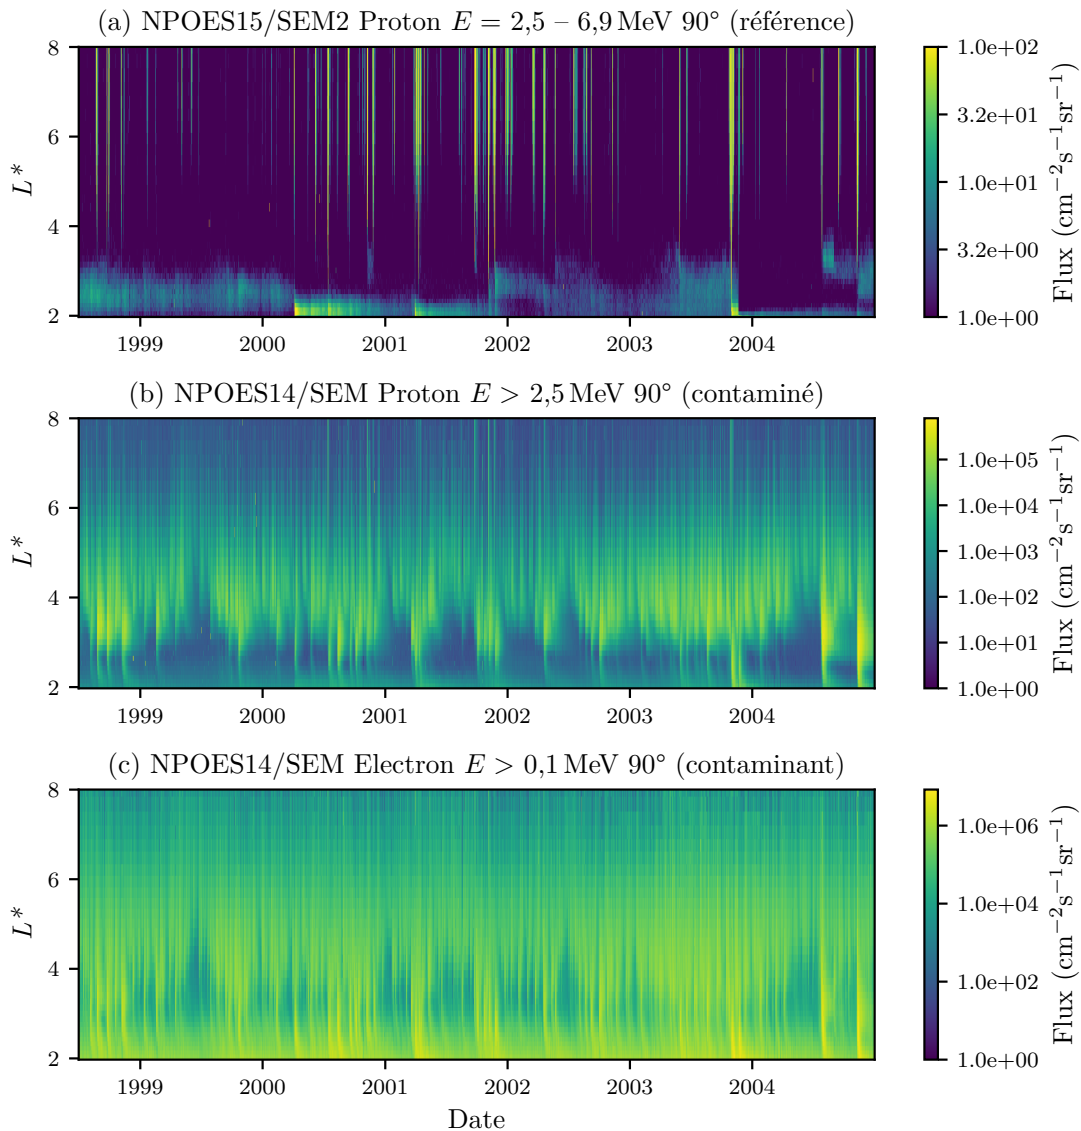 (a) NPOES15/SEM2 Proton E = 2,5 – 6,9 MeV 90° (référence)
8
6
4
2
L*
1999 2000 2001 2002 2003 2004
1.0e+02
3.2e+01
1.0e+01
3.2e+00
1.0e+00
Flux (cm⁻²s⁻¹sr⁻¹)
(b) NPOES14/SEM Proton E > 2,5 MeV 90° (contaminé)
8
6
4
2
L*
1999 2000 2001 2002 2003 2004
1.0e+05
1.0e+04
1.0e+03
1.0e+02
1.0e+01
1.0e+00
Flux (cm⁻²s⁻¹sr⁻¹)
(c) NPOES14/SEM Electron E > 0,1 MeV 90° (contaminant)
8
6
4
2
L*
1999 2000 2001 2002 2003 2004
Date
1.0e+06
1.0e+04
1.0e+02
1.0e+00
Flux (cm⁻²s⁻¹sr⁻¹)